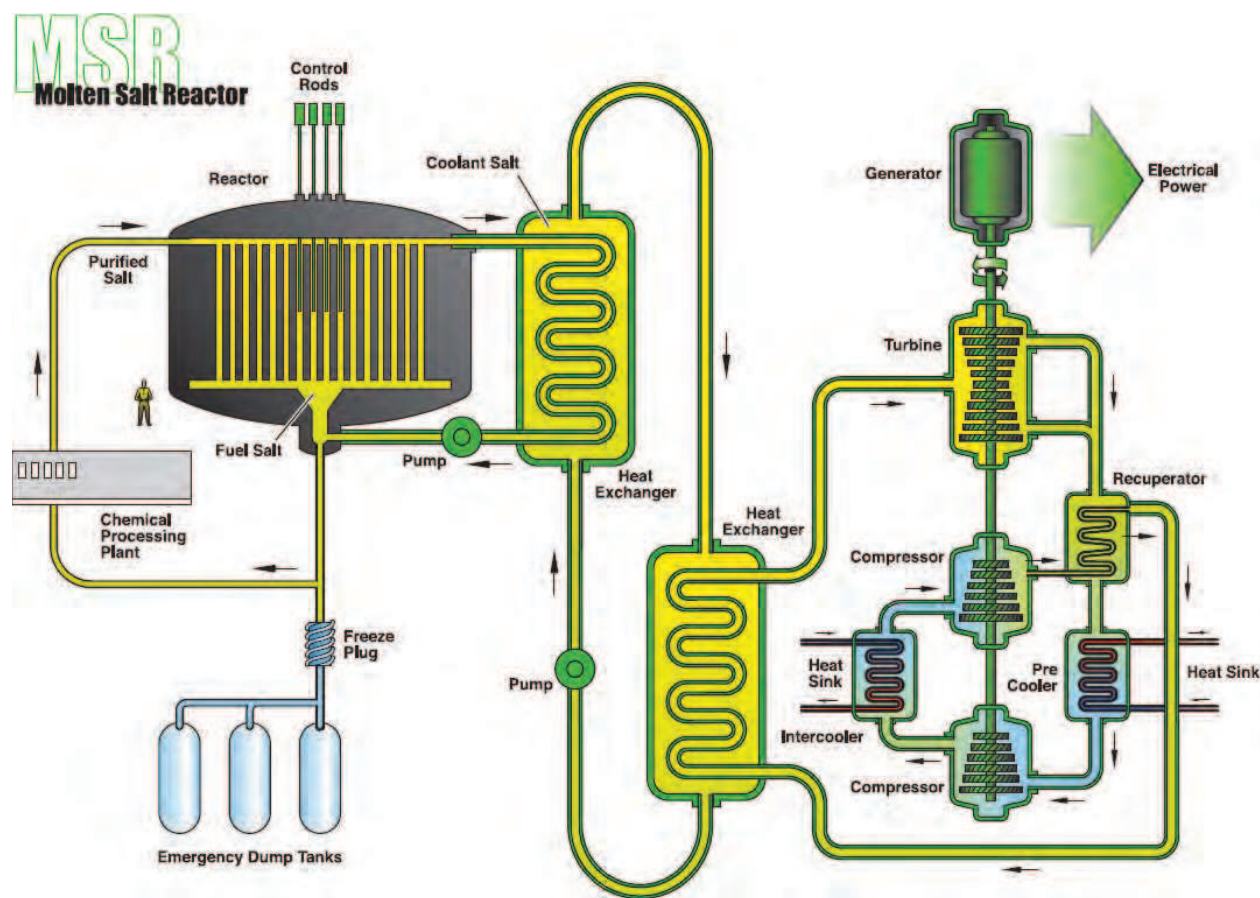 MSR
Molten Salt Reactor
Control
Rods
Coolant Salt
Reactor
Generator
Electrical
Power
Purified
Salt
Turbine
Fuel Salt
Pump
Heat
Exchanger
Recuperator
Chemical
Processing
Plant
Heat
Exchanger
Compressor
Freeze
Plug
Pump
Heat
Sink
Pre
Cooler
Heat Sink
Intercooler
Compressor
Emergency Dump Tanks